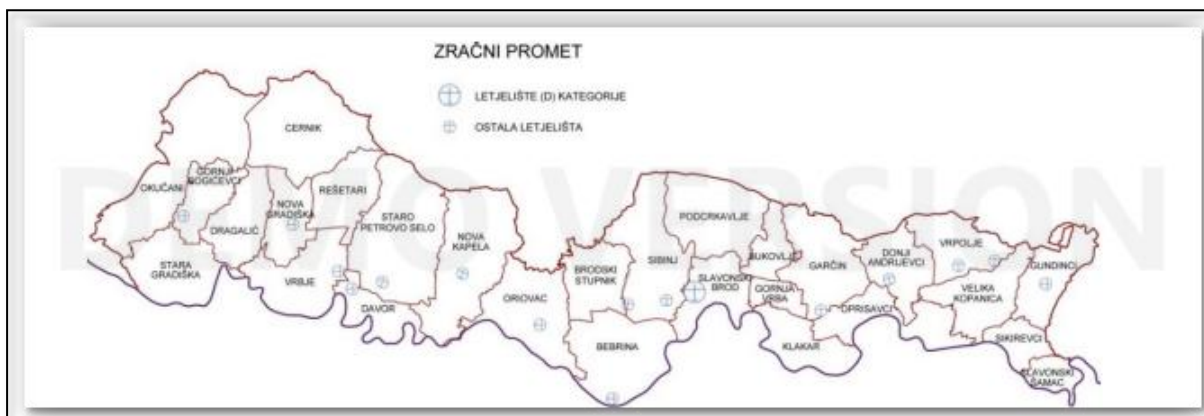 ZRAČNI PROMET
LETJELIŠTE (D) KATEGORIJE
OSTALA LETJELIŠTA
DEMO VERSION
CERNIK
OKUČANI
GORNJI
BOGIĆEVCI
REŠETARI
NOVA
GRADIŠKA
DRAGALIĆ
STARO
PETROVO SELO
NOVA
KAPELA
STARA
GRADIŠKA
VRBJE
DAVOR
ORIOVAC
BRODSKI
STUPNIK
SIBINJ
PODCRKAVLJE
BUKOVLJE
SLAVONSKI
BROD
GORNJA
VRBA
GARČIN
DONJI
ANDRIJEVCI
VRPOLJE
GUNDINCI
VELIKA
KOPANICA
OPRISAVCI
BEBRINA
KLAKAR
SIKIREVCI
SLAVONSKI
ŠAMAC